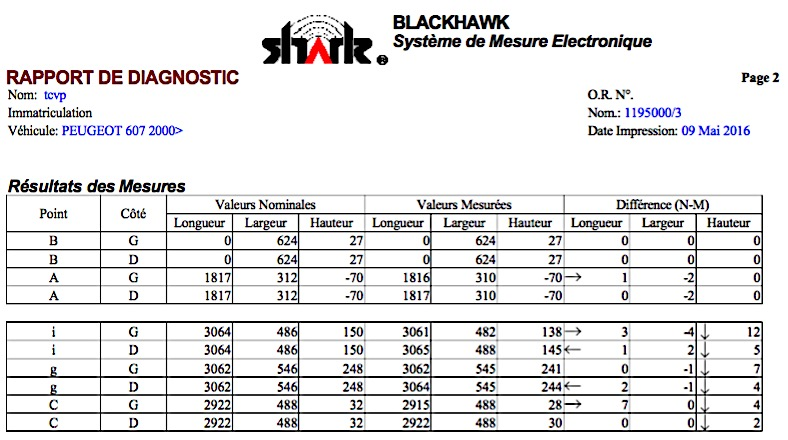 shark® BLACKHAWK
Système de Mesure Electronique
RAPPORT DE DIAGNOSTIC Page 2
Nom: tcvp O.R. N°.
Immatriculation Nom.: 1195000/3
Véhicule: PEUGEOT 607 2000> Date Impression: 09 Mai 2016
Résultats des Mesures
Point Côté Valeurs Nominales Valeurs Mesurées Différence (N-M)
Longueur Largeur Hauteur Longueur Largeur Hauteur Longueur Largeur Hauteur
B G 0 624 27 0 624 27 0 0 0
B D 0 624 27 0 624 27 0 0 0
A G 1817 312 -70 1816 310 -70 → 1 -2 0
A D 1817 312 -70 1817 310 -70 0 -2 0
i G 3064 486 150 3061 482 138 → 3 -4 ↓ 12
i D 3064 486 150 3065 488 145 ← 1 2 ↓ 5
g G 3062 546 248 3062 545 241 0 -1 ↓ 7
g D 3062 546 248 3064 545 244 ← 2 -1 ↓ 4
C G 2922 488 32 2915 488 28 → 7 0 ↓ 4
C D 2922 488 32 2922 488 30 0 0 ↓ 2